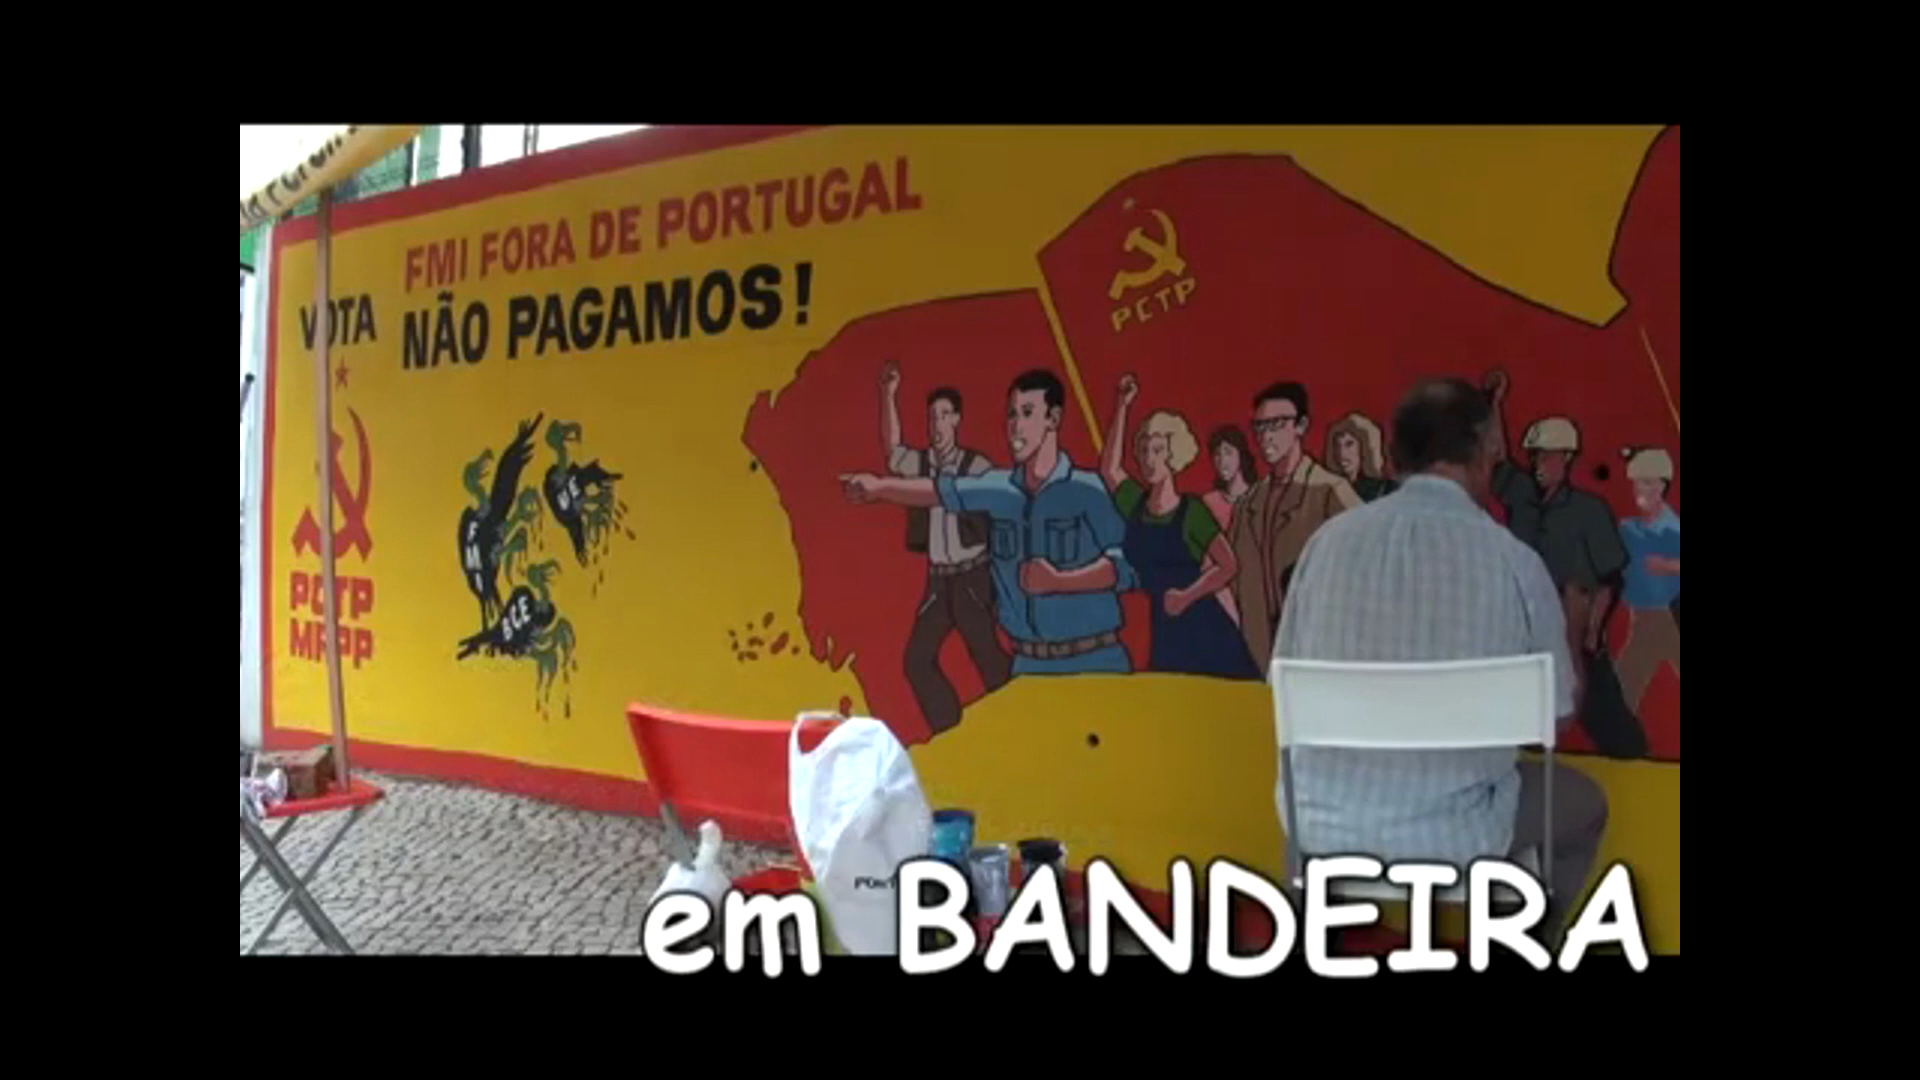 FMI FORA DE PORTUGAL
VOTA
NÃO PAGAMOS!
PCTP
FMI
UE
BCE
PCTP
MRPP
em BANDEIRA